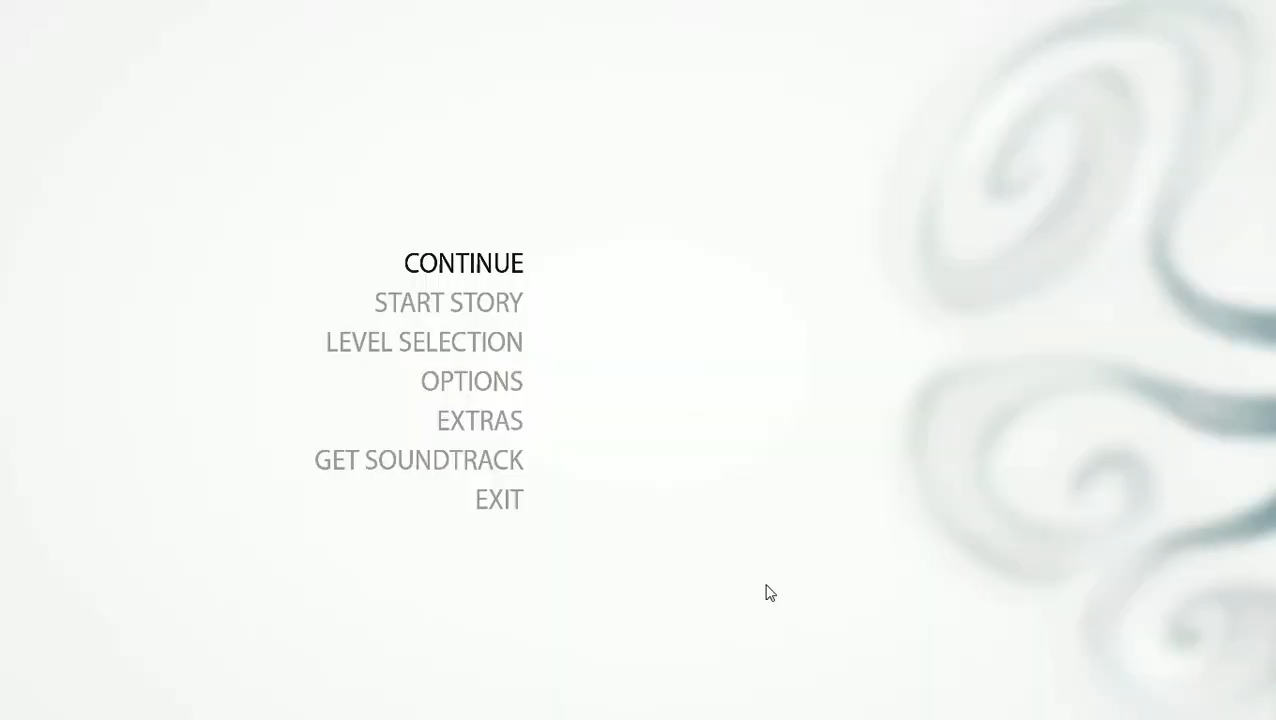 CONTINUE
START STORY
LEVEL SELECTION
OPTIONS
EXTRAS
GET SOUNDTRACK
EXIT